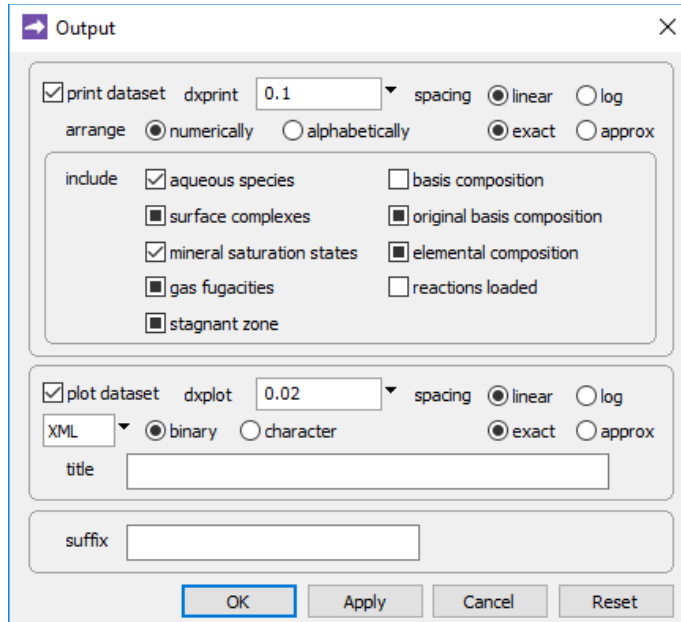 Output
print dataset dxprint 0.1 spacing linear log
arrange numerically alphabetically exact approx
include aqueous species basis composition
surface complexes original basis composition
mineral saturation states elemental composition
gas fugacities reactions loaded
stagnant zone
plot dataset dxplot 0.02 spacing linear log
XML binary character exact approx
title
suffix
OK Apply Cancel Reset